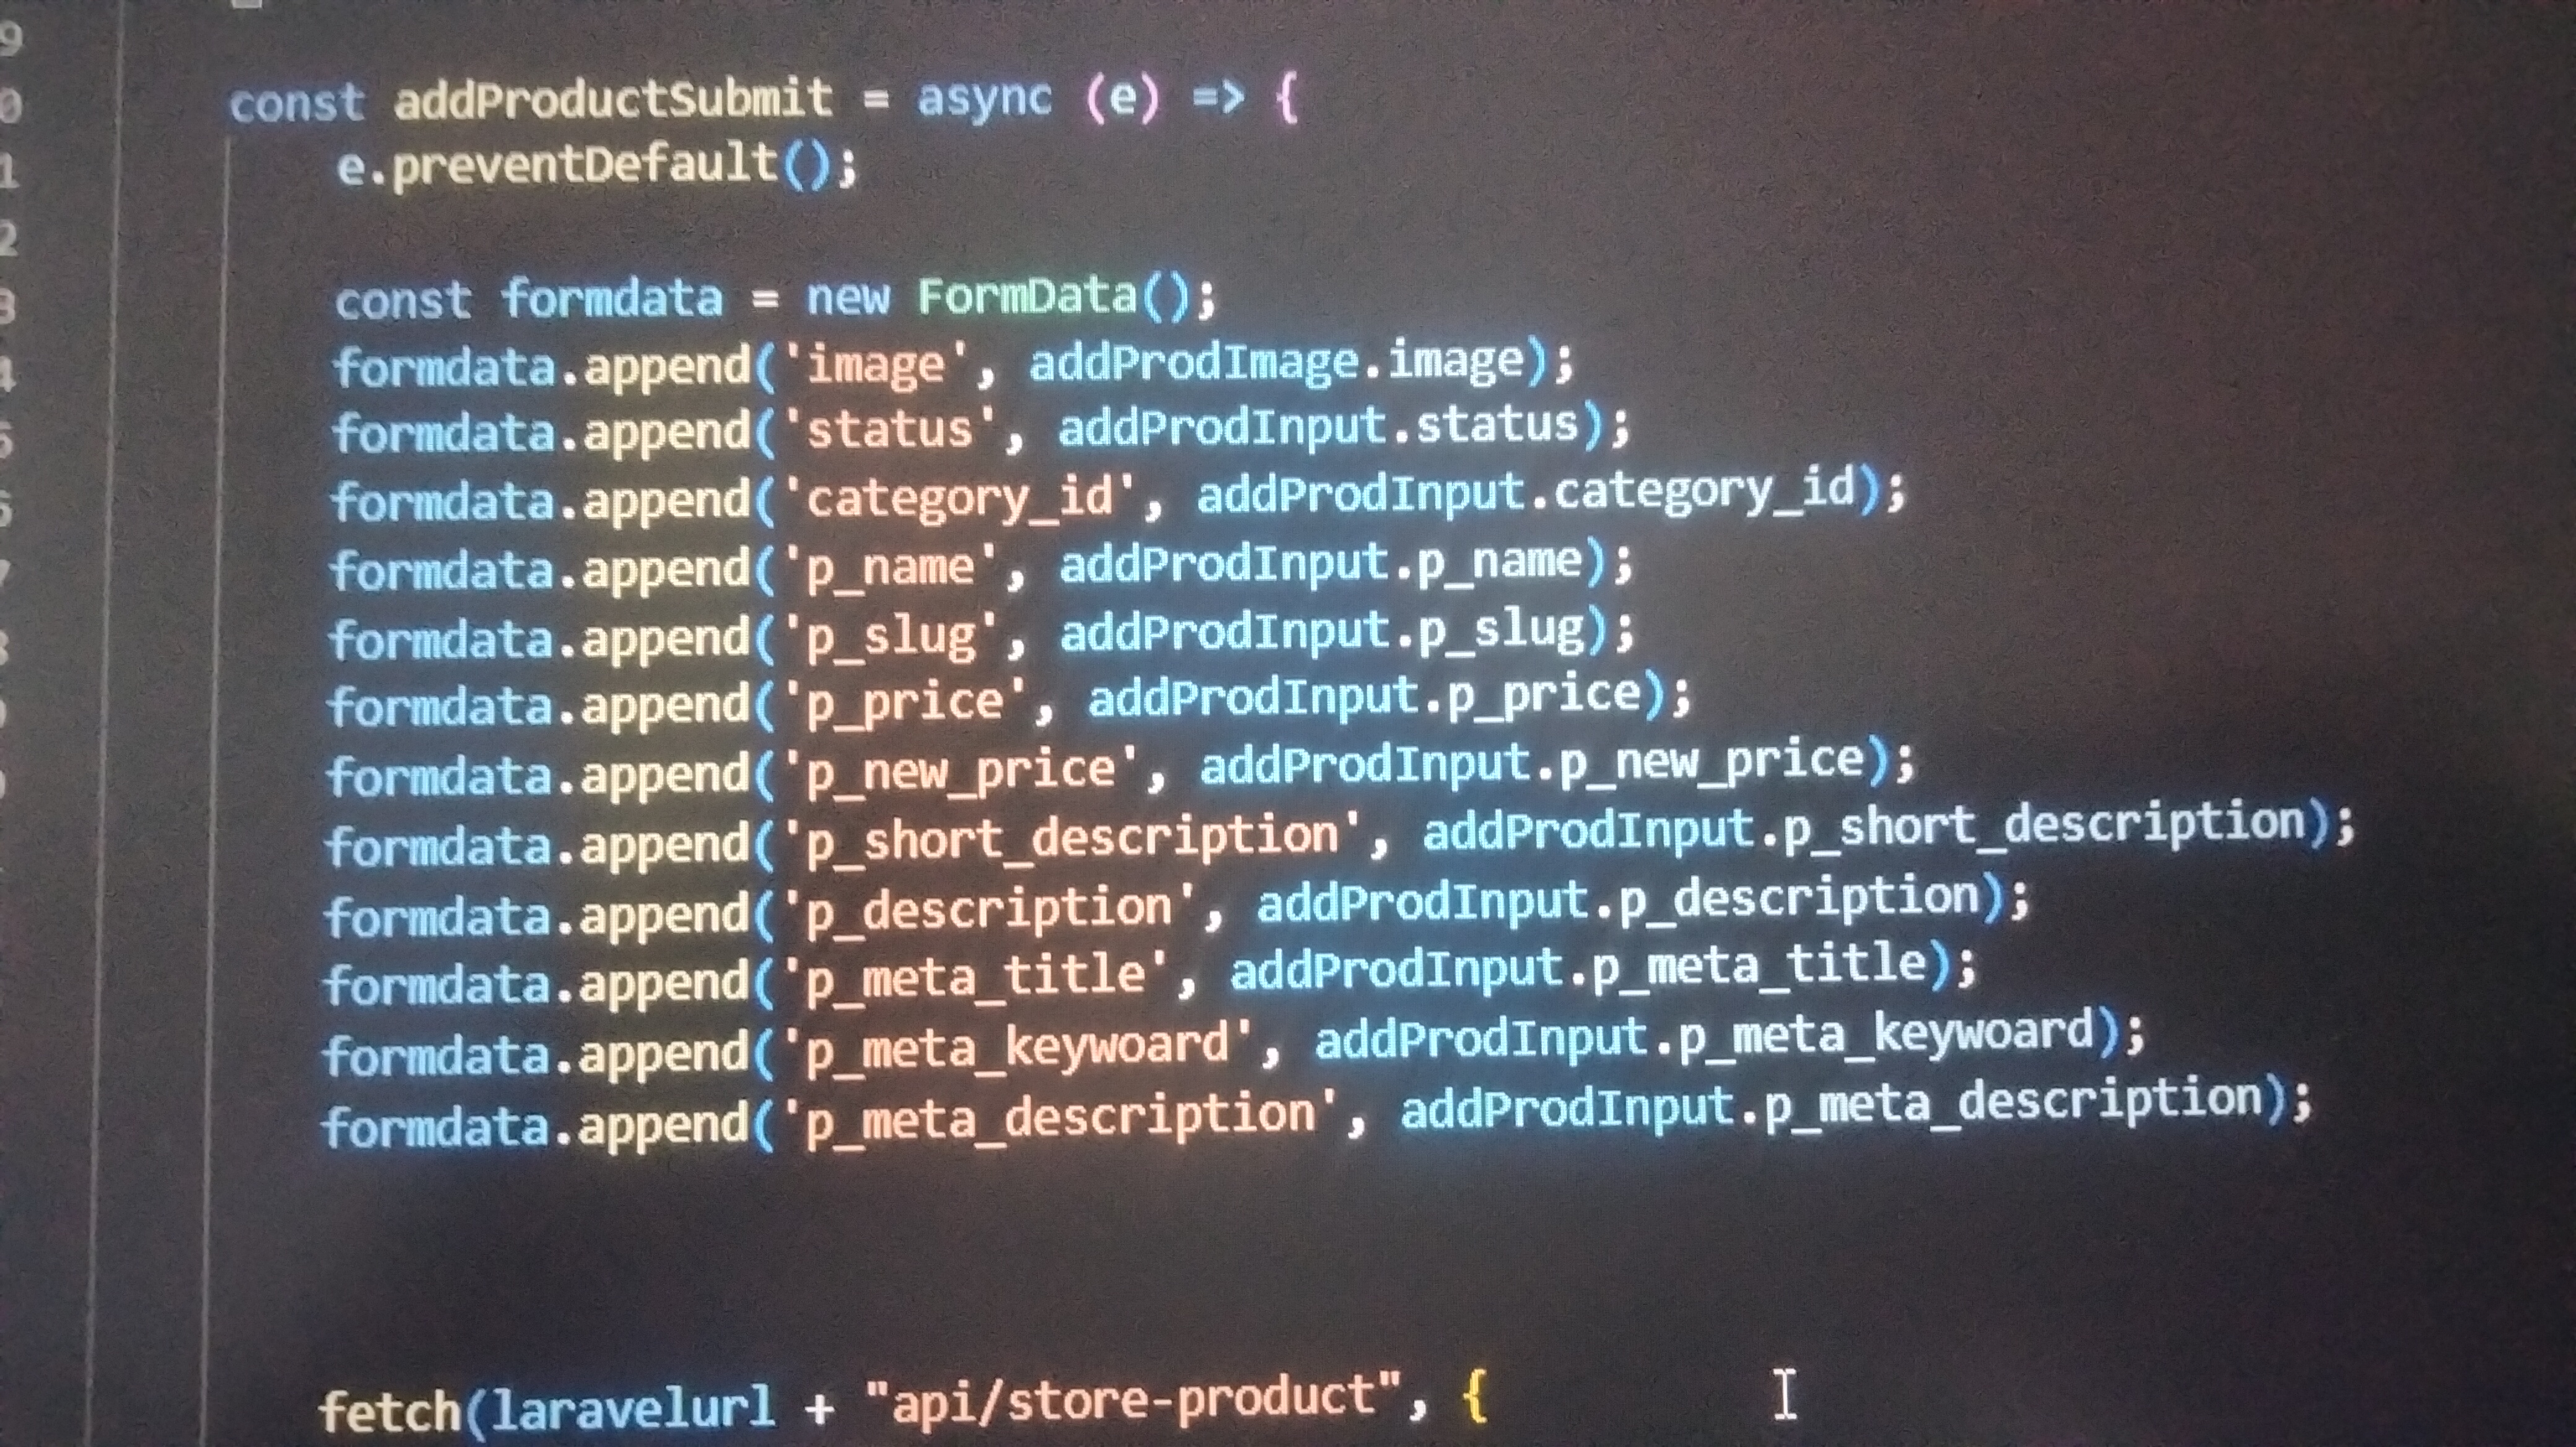 9
0 const addProductSubmit = async (e) => {
1 e.preventDefault();
2
3 const formdata = new FormData();
4 formdata.append('image', addProdImage.image);
5 formdata.append('status', addProdInput.status);
6 formdata.append('category_id', addProdInput.category_id);
7 formdata.append('p_name', addProdInput.p_name);
8 formdata.append('p_slug', addProdInput.p_slug);
formdata.append('p_price', addProdInput.p_price);
formdata.append('p_new_price', addProdInput.p_new_price);
formdata.append('p_short_description', addProdInput.p_short_description);
formdata.append('p_description', addProdInput.p_description);
formdata.append('p_meta_title', addProdInput.p_meta_title);
formdata.append('p_meta_keywoard', addProdInput.p_meta_keywoard);
formdata.append('p_meta_description', addProdInput.p_meta_description);
fetch(laravelurl + "api/store-product", {